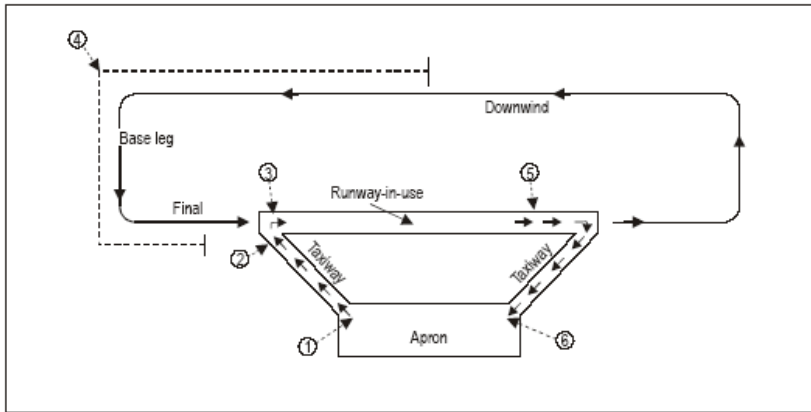 4
Downwind
Base leg
3
Runway-in-use
5
Final
2
Taxiway
Taxiway
1
Apron
6